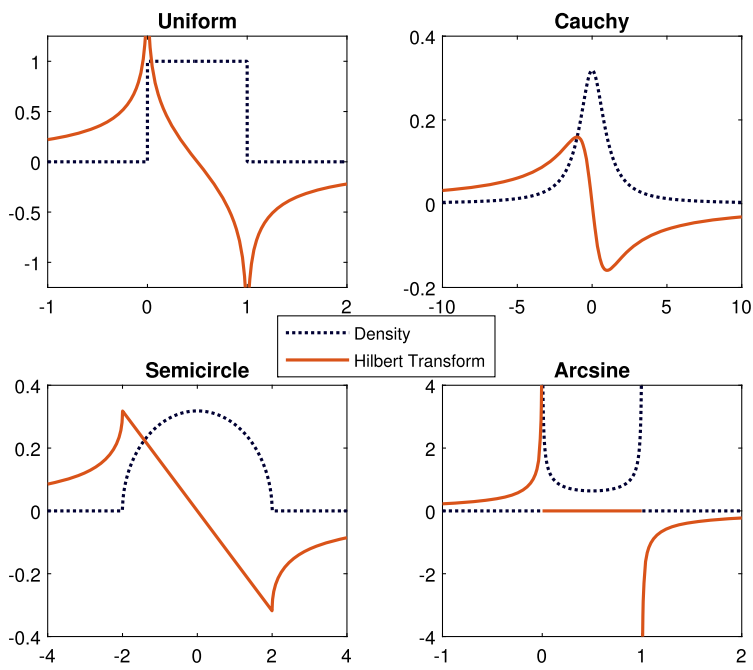 Uniform
1
0.5
0
-0.5
-1
-1 0 1 2
Cauchy
0.4
0.2
0
-0.2
-10 -5 0 5 10
Density
Hilbert Transform
Semicircle
0.4
0.2
0
-0.2
-0.4
-4 -2 0 2 4
Arcsine
4
2
0
-2
-4
-1 0 1 2